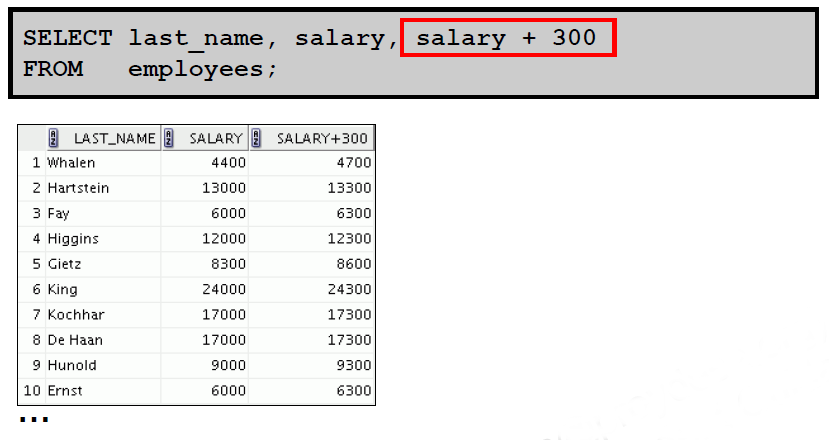 SELECT last_name, salary, salary + 300
FROM employees;
LAST_NAME SALARY SALARY+300
1 Whalen 4400 4700
2 Hartstein 13000 13300
3 Fay 6000 6300
4 Higgins 12000 12300
5 Gietz 8300 8600
6 King 24000 24300
7 Kochhar 17000 17300
8 De Haan 17000 17300
9 Hunold 9000 9300
10 Ernst 6000 6300
...